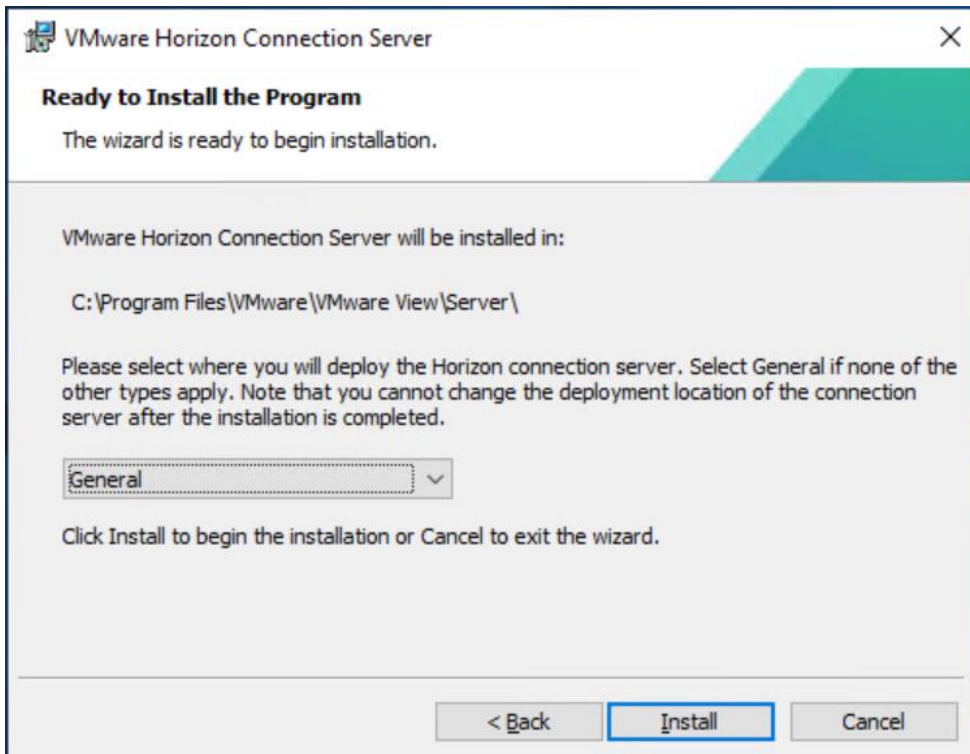 VMware Horizon Connection Server
Ready to Install the Program
The wizard is ready to begin installation.
VMware Horizon Connection Server will be installed in:
C:\Program Files\VMware\VMware View\Server\
Please select where you will deploy the Horizon connection server. Select General if none of the
other types apply. Note that you cannot change the deployment location of the connection
server after the installation is completed.
General
Click Install to begin the installation or Cancel to exit the wizard.
< Back
Install
Cancel